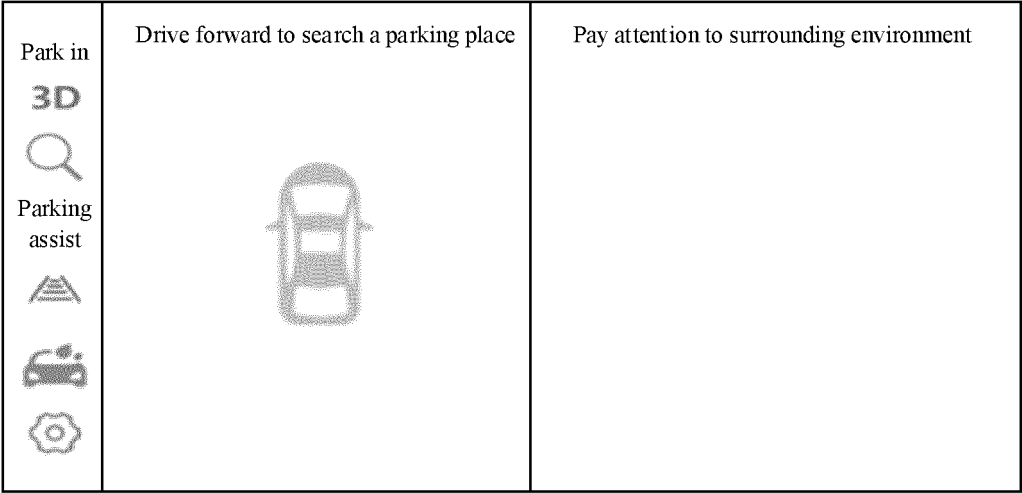 Park in
3D
Parking
assist
Drive forward to search a parking place
Pay attention to surrounding environment